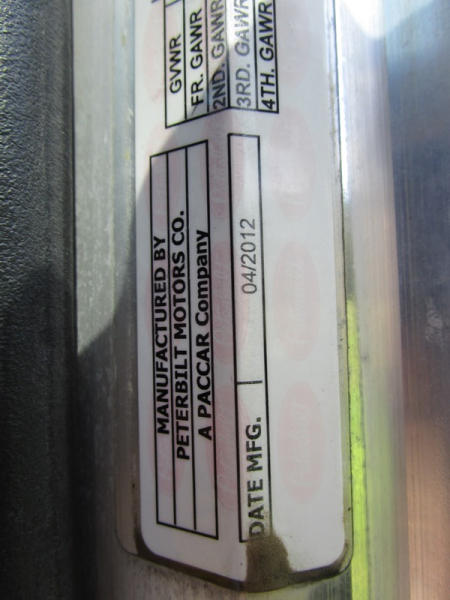 GVWR
FR. GAWR
2ND. GAWR
3RD. GAWR
4TH. GAWR
MANUFACTURED BY
PETERBILT MOTORS CO.
A PACCAR Company
DATE MFG. 04/2012